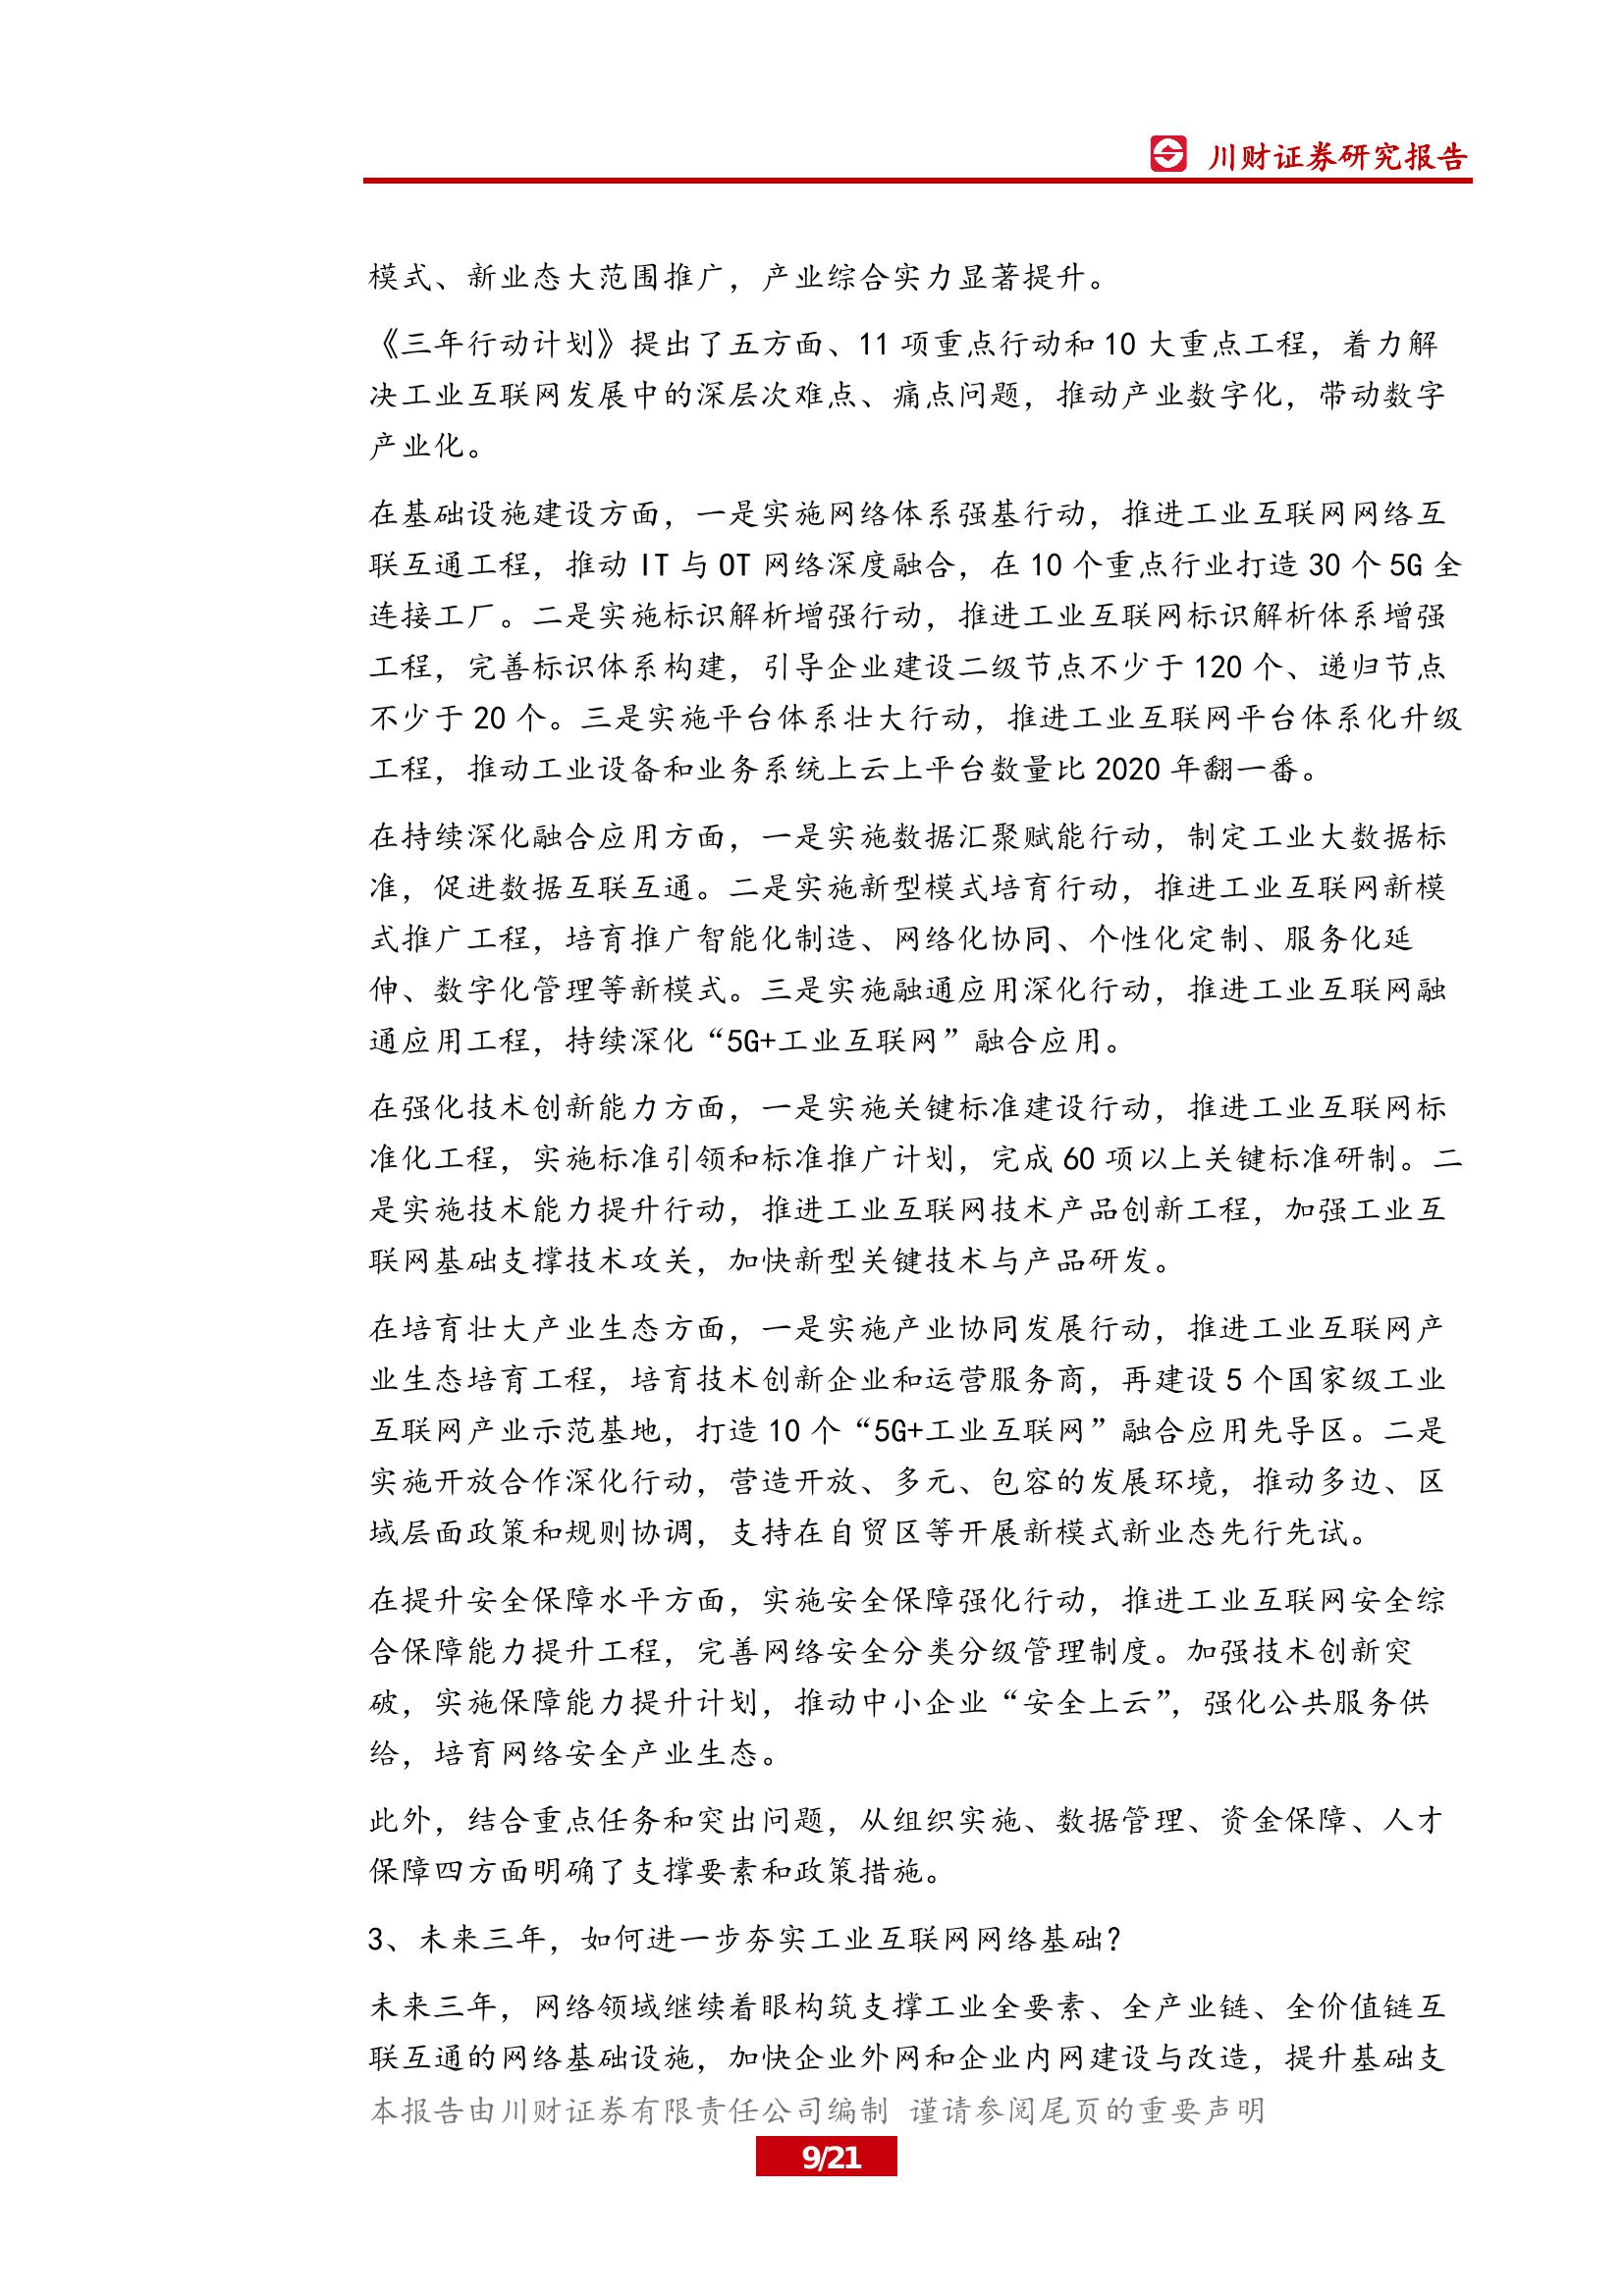 川财证券研究报告
模式、新业态大范围推广，产业综合实力显著提升。
《三年行动计划》提出了五方面、11 项重点行动和 10 大重点工程，着力解
决工业互联网发展中的深层次难点、痛点问题，推动产业数字化，带动数字
产业化。
在基础设施建设方面，一是实施网络体系强基行动，推进工业互联网网络互
联互通工程，推动 IT 与 OT 网络深度融合，在 10 个重点行业打造 30 个 5G 全
连接工厂。二是实施标识解析增强行动，推进工业互联网标识解析体系增强
工程，完善标识体系构建，引导企业建设二级节点不少于 120 个、递归节点
不少于 20 个。三是实施平台体系壮大行动，推进工业互联网平台体系化升级
工程，推动工业设备和业务系统上云上平台数量比 2020 年翻一番。
在持续深化融合应用方面，一是实施数据汇聚赋能行动，制定工业大数据标
准，促进数据互联互通。二是实施新型模式培育行动，推进工业互联网新模
式推广工程，培育推广智能化制造、网络化协同、个性化定制、服务化延
伸、数字化管理等新模式。三是实施融通应用深化行动，推进工业互联网融
通应用工程，持续深化“5G+工业互联网”融合应用。
在强化技术创新能力方面，一是实施关键标准建设行动，推进工业互联网标
准化工程，实施标准引领和标准推广计划，完成 60 项以上关键标准研制。二
是实施技术能力提升行动，推进工业互联网技术产品创新工程，加强工业互
联网基础支撑技术攻关，加快新型关键技术与产品研发。
在培育壮大产业生态方面，一是实施产业协同发展行动，推进工业互联网产
业生态培育工程，培育技术创新企业和运营服务商，再建设 5 个国家级工业
互联网产业示范基地，打造 10 个“5G+工业互联网”融合应用先导区。二是
实施开放合作深化行动，营造开放、多元、包容的发展环境，推动多边、区
域层面政策和规则协调，支持在自贸区等开展新模式新业态先行先试。
在提升安全保障水平方面，实施安全保障强化行动，推进工业互联网安全综
合保障能力提升工程，完善网络安全分类分级管理制度。加强技术创新突
破，实施保障能力提升计划，推动中小企业“安全上云”，强化公共服务供
给，培育网络安全产业生态。
此外，结合重点任务和突出问题，从组织实施、数据管理、资金保障、人才
保障四方面明确了支撑要素和政策措施。
3、未来三年，如何进一步夯实工业互联网网络基础？
未来三年，网络领域继续着眼构筑支撑工业全要素、全产业链、全价值链互
联互通的网络基础设施，加快企业外网和企业内网建设与改造，提升基础支
本报告由川财证券有限责任公司编制 谨请参阅尾页的重要声明
9/21